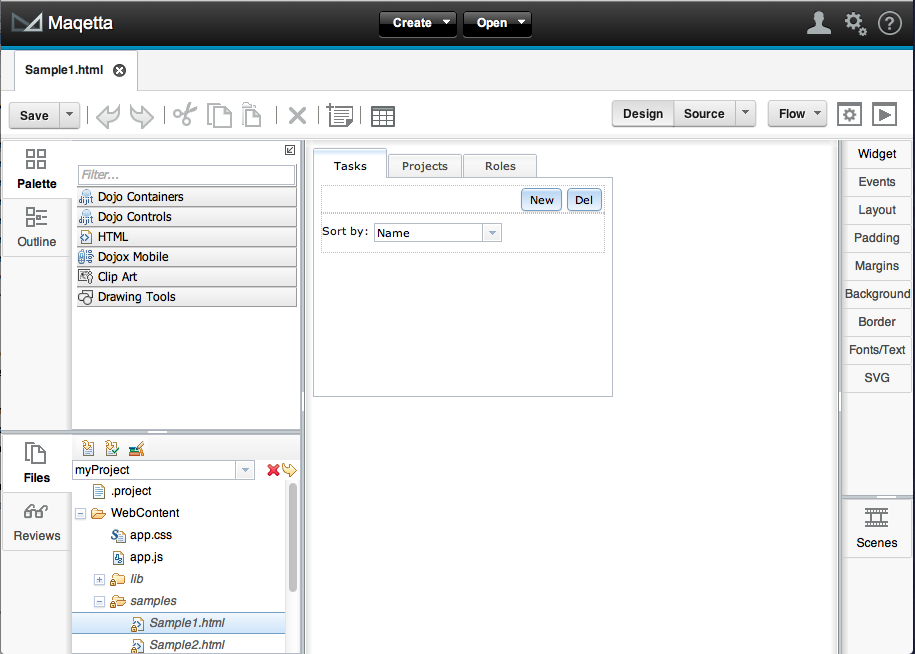 Maqetta
Create
Open
?
Sample1.html
Save
Design
Source
Flow
Palette
Outline
Filter...
Dojo Containers
Dojo Controls
HTML
Dojox Mobile
Clip Art
Drawing Tools
Tasks
Projects
Roles
New
Del
Sort by:
Name
Widget
Events
Layout
Padding
Margins
Background
Border
Fonts/Text
SVG
Files
Reviews
myProject
.project
WebContent
app.css
app.js
lib
samples
Sample1.html
Sample2.html
Scenes